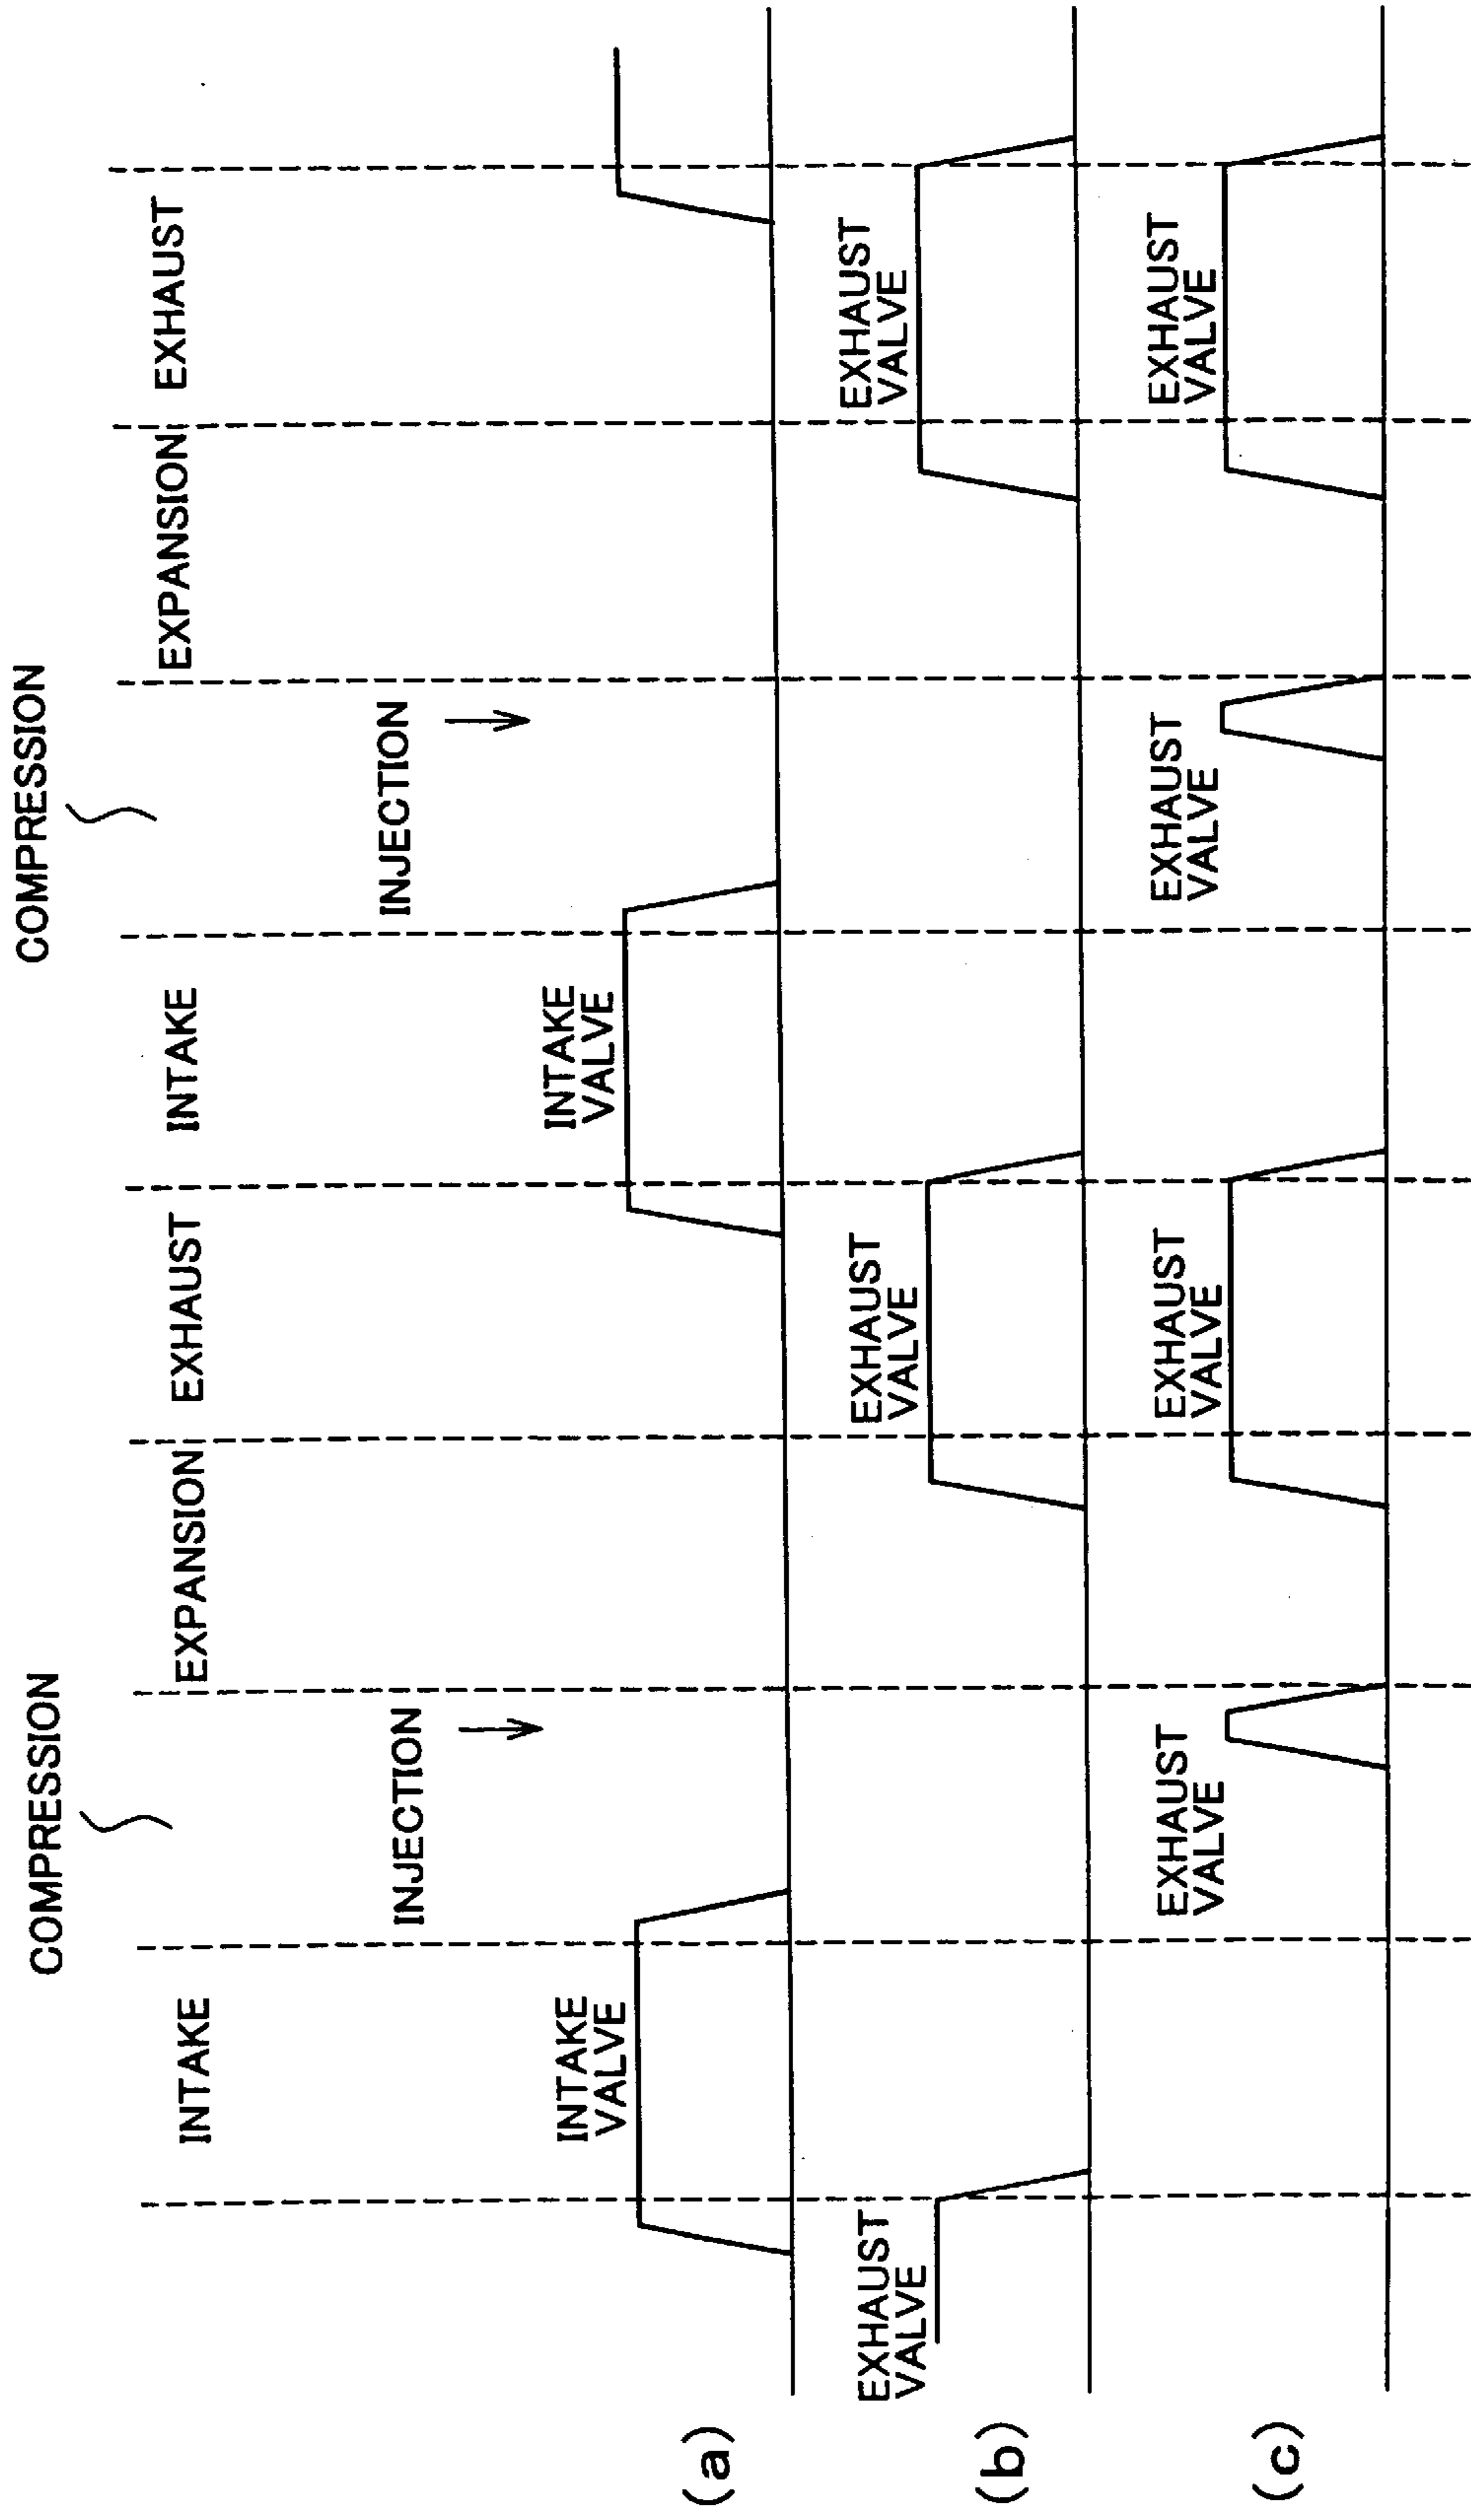 COMPRESSION
COMPRESSION
INTAKE
EXPANSION
EXHAUST
INTAKE
EXPANSION
EXHAUST
INJECTION
INJECTION
(a)
INTAKE
VALVE
INTAKE
VALVE
(b)
EXHAUST
VALVE
EXHAUST
VALVE
EXHAUST
VALVE
(c)
EXHAUST
VALVE
EXHAUST
VALVE
EXHAUST
VALVE
EXHAUST
VALVE